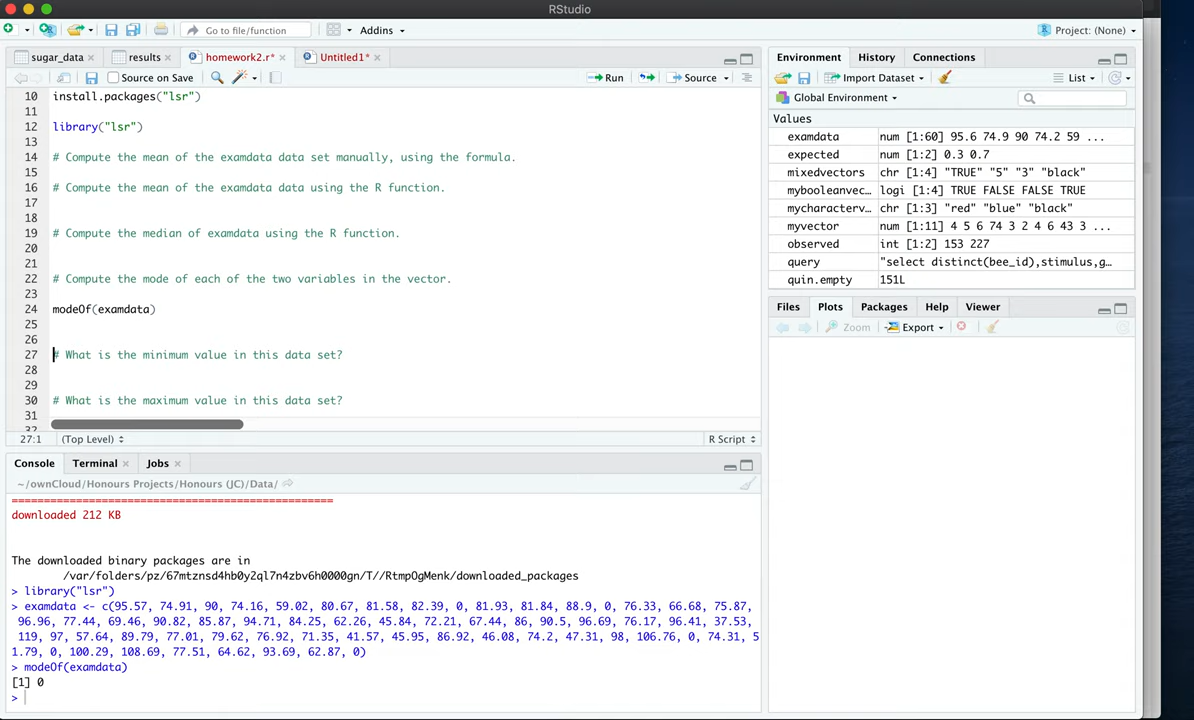 RStudio
Go to file/function
Addins
Project: (None)
sugar_data
results
homework2.r*
Untitled1*
Source on Save
Run
Source
10 install.packages("lsr")
11
12 library("lsr")
13
14 # Compute the mean of the examdata data set manually, using the formula.
15
16 # Compute the mean of the examdata data using the R function.
17
18
19 # Compute the median of examdata using the R function.
20
21
22 # Compute the mode of each of the two variables in the vector.
23
24 modeOf(examdata)
25
26
27 # What is the minimum value in this data set?
28
29
30 # What is the maximum value in this data set?
31
32
27:1 (Top Level) R Script
Console Terminal Jobs
~/ownCloud/Honours Projects/Honours (JC)/Data/
==================================================
downloaded 212 KB
The downloaded binary packages are in
/var/folders/pz/67mtznsd4hb0y2ql7n4zbv6h0000gn/T//RtmpOgMenk/downloaded_packages
> library("lsr")
> examdata <- c(95.57, 74.91, 90, 74.16, 59.02, 80.67, 81.58, 82.39, 0, 81.93, 81.84, 88.9, 0, 76.33, 66.68, 75.87,
96.96, 77.44, 69.46, 90.82, 85.87, 94.71, 84.25, 62.26, 45.84, 72.21, 67.44, 86, 90.5, 96.69, 76.17, 96.41, 37.53,
119, 97, 57.64, 89.79, 77.01, 79.62, 76.92, 71.35, 41.57, 45.95, 86.92, 46.08, 74.2, 47.31, 98, 106.76, 0, 74.31, 5
1.79, 0, 100.29, 108.69, 77.51, 64.62, 93.69, 62.87, 0)
> modeOf(examdata)
[1] 0
>
Environment History Connections
Import Dataset
List
Global Environment
Values
examdata num [1:60] 95.6 74.9 90 74.2 59 ...
expected num [1:2] 0.3 0.7
mixedvectors chr [1:4] "TRUE" "5" "3" "black"
mybooleanvec… logi [1:4] TRUE FALSE FALSE TRUE
mycharacterv… chr [1:3] "red" "blue" "black"
myvector num [1:11] 4 5 6 74 3 2 4 6 43 3 ...
observed int [1:2] 153 227
query "select distinct(bee_id),stimulus,g…
quin.empty 151L
Files Plots Packages Help Viewer
Zoom Export